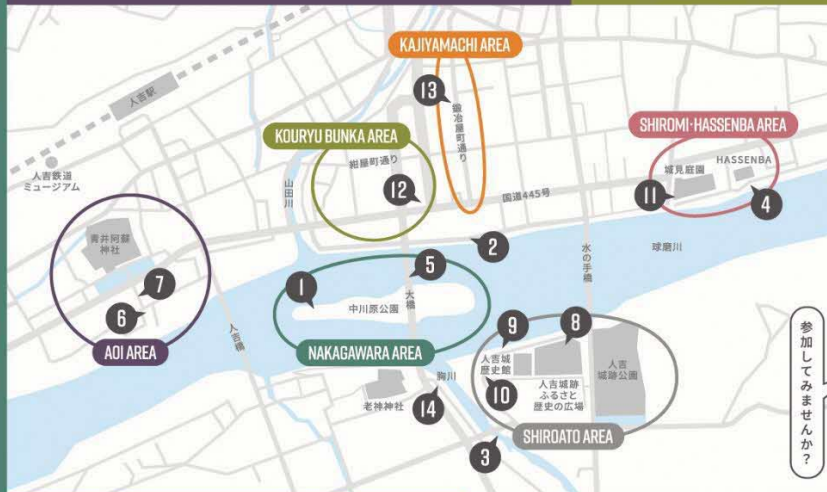 KAJIYAMACHI AREA
13
鍛冶屋町通り
人吉駅
KOURYU BUNKA AREA
SHIROMI・HASSENBA AREA
人吉鉄道
ミュージアム
紺屋町通り
城見庭園
HASSENBA
山田川
12
国道445号
11
4
青井阿蘇
神社
2
水の手橋
球磨川
7
5
1
大橋
6
中川原公園
9
8
人吉橋
AOI AREA
NAKAGAWARA AREA
人吉城
歴史館
人吉
城跡公園
胸川
10
人吉城跡
ふるさと
歴史の広場
老神神社
14
SHIROATO AREA
3
参加してみませんか？